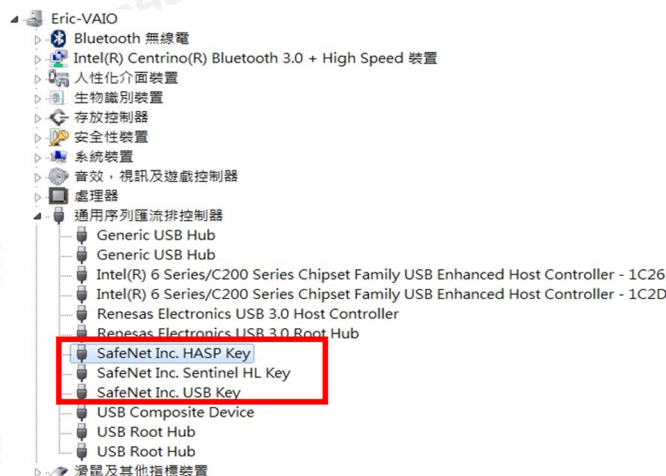 Eric-VAIO
Bluetooth 無線電
Intel(R) Centrino(R) Bluetooth 3.0 + High Speed 裝置
人性化介面裝置
生物識別裝置
存放控制器
安全性裝置
系統裝置
音效，視訊及遊戲控制器
處理器
通用序列匯流排控制器
Generic USB Hub
Generic USB Hub
Intel(R) 6 Series/C200 Series Chipset Family USB Enhanced Host Controller - 1C26
Intel(R) 6 Series/C200 Series Chipset Family USB Enhanced Host Controller - 1C2D
Renesas Electronics USB 3.0 Host Controller
Renesas Electronics USB 3.0 Root Hub
SafeNet Inc. HASP Key
SafeNet Inc. Sentinel HL Key
SafeNet Inc. USB Key
USB Composite Device
USB Root Hub
USB Root Hub
滑鼠及其他指標裝置